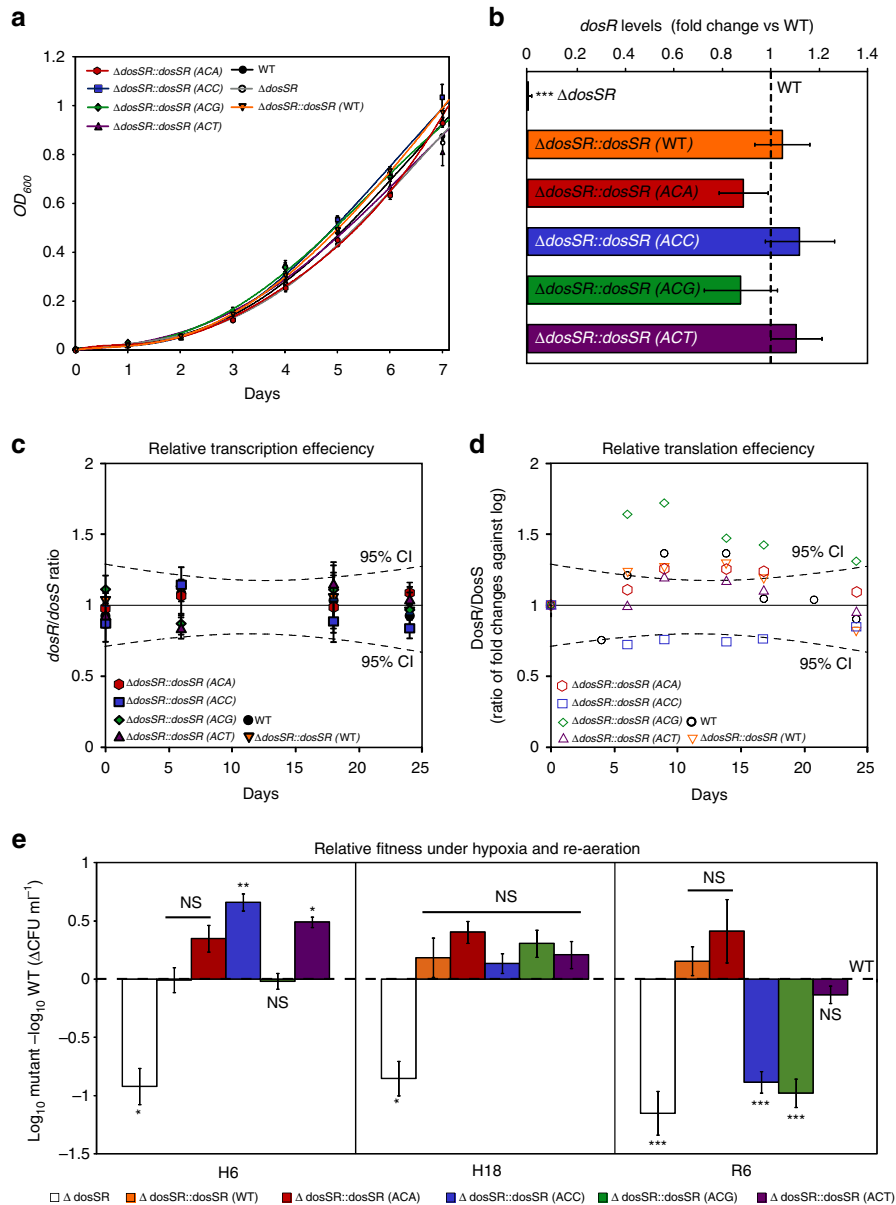 a
1.2
1
0.8
0.6
0.4
0.2
0
OD600
0 1 2 3 4 5 6 7
Days
ΔdosSR::dosSR (ACA)
ΔdosSR::dosSR (ACC)
ΔdosSR::dosSR (ACG)
ΔdosSR::dosSR (ACT)
WT
ΔdosSR
ΔdosSR::dosSR (WT)
b
dosR levels (fold change vs WT)
0 0.2 0.4 0.6 0.8 1 1.2 1.4
WT
*** ΔdosSR
ΔdosSR::dosSR (WT)
ΔdosSR::dosSR (ACA)
ΔdosSR::dosSR (ACC)
ΔdosSR::dosSR (ACG)
ΔdosSR::dosSR (ACT)
c
Relative transcription effeciency
2
1.5
1
0.5
0
dosR/dosS ratio
95% CI
95% CI
ΔdosSR::dosSR (ACA)
ΔdosSR::dosSR (ACC)
ΔdosSR::dosSR (ACG)
WT
ΔdosSR::dosSR (ACT)
ΔdosSR::dosSR (WT)
0 5 10 15 20 25
Days
d
Relative translation effeciency
2
1.5
1
0.5
0
DosR/DosS
(ratio of fold changes against log)
95% CI
95% CI
ΔdosSR::dosSR (ACA)
ΔdosSR::dosSR (ACC)
ΔdosSR::dosSR (ACG)
WT
ΔdosSR::dosSR (ACT)
ΔdosSR::dosSR (WT)
0 5 10 15 20 25
Days
e
Relative fitness under hypoxia and re-aeration
1
0.5
0
−0.5
−1
−1.5
Log10 mutant –log10 WT (ΔCFU ml−1)
NS
**
*
NS
*
NS
*
NS
WT
NS
***
***
***
H6 H18 R6
Δ dosSR
Δ dosSR::dosSR (WT)
Δ dosSR::dosSR (ACA)
Δ dosSR::dosSR (ACC)
Δ dosSR::dosSR (ACG)
Δ dosSR::dosSR (ACT)